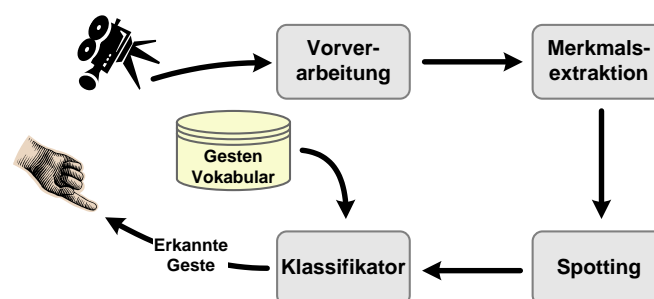 Vorver-
arbeitung
Merkmals-
extraktion
Gesten
Vokabular
Erkannte
Geste
Klassifikator
Spotting